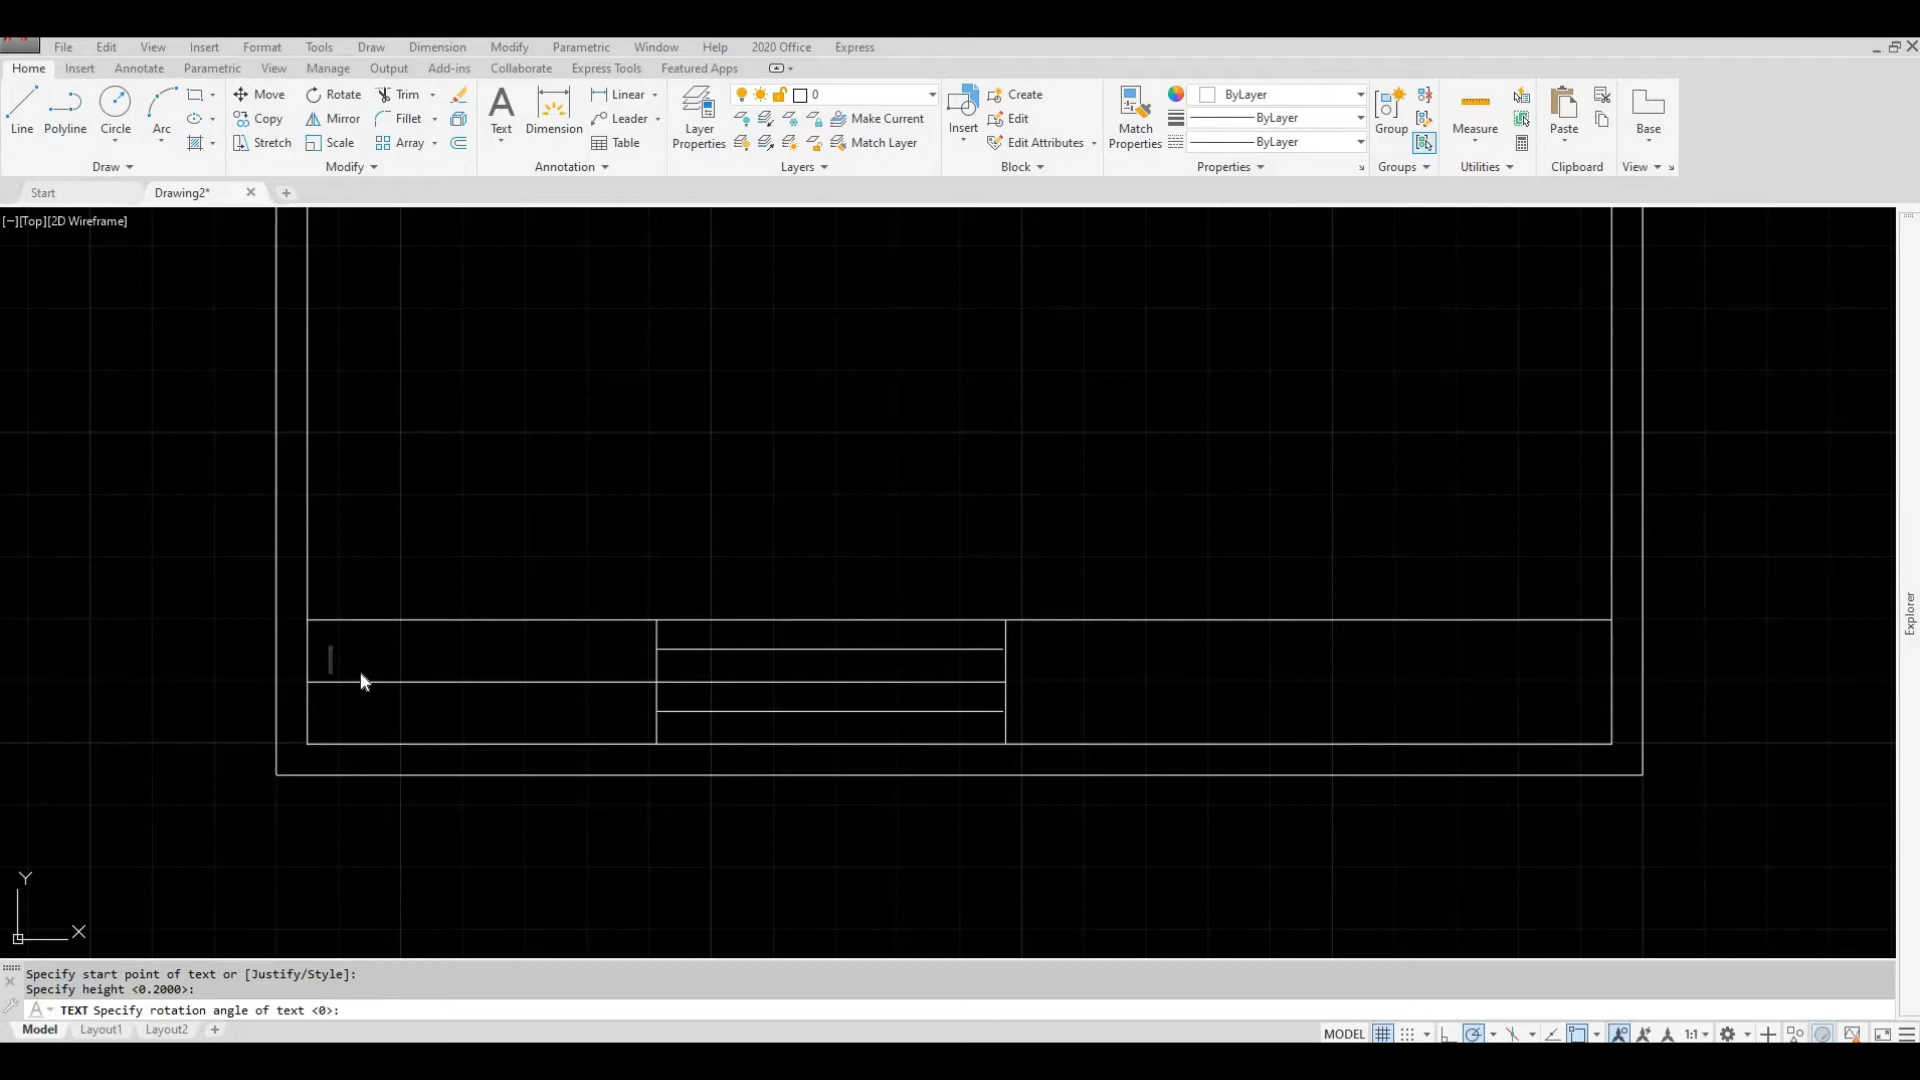 File Edit View Insert Format Tools Draw Dimension Modify Parametric Window Help 2020 Office Express
Home Insert Annotate Parametric View Manage Output Add-ins Collaborate Express Tools Featured Apps
Line Polyline Circle Arc
Draw
Move Rotate Trim
Copy Mirror Fillet
Stretch Scale Array
Modify
Text Dimension
Linear
Leader
Table
Annotation
Layer Properties
0
Make Current
Match Layer
Layers
Insert
Create
Edit
Edit Attributes
Block
Match Properties
ByLayer
ByLayer
ByLayer
Properties
Group
Groups
Measure
Utilities
Paste
Clipboard
Base
View
Start Drawing2*
[−][Top][2D Wireframe]
Explorer
Y
X
Specify start point of text or [Justify/Style]:
Specify height <0.2000>:
TEXT Specify rotation angle of text <0>:
Model Layout1 Layout2
MODEL 1:1